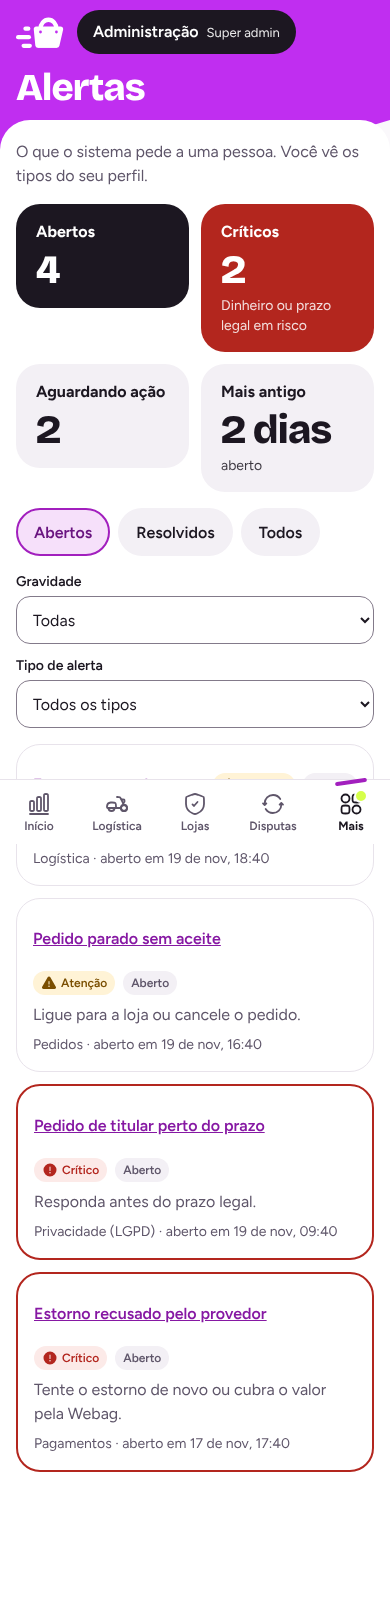 Administração Super admin
Alertas
O que o sistema pede a uma pessoa. Você vê os
tipos do seu perfil.
Abertos
4
Críticos
2
Dinheiro ou prazo
legal em risco
Aguardando ação
2
Mais antigo
2 dias
aberto
Abertos
Resolvidos
Todos
Gravidade
Todas
Tipo de alerta
Todos os tipos
Início
Logística
Lojas
Disputas
Mais
Logística · aberto em 19 de nov, 18:40
Pedido parado sem aceite
Atenção
Aberto
Ligue para a loja ou cancele o pedido.
Pedidos · aberto em 19 de nov, 16:40
Pedido de titular perto do prazo
Crítico
Aberto
Responda antes do prazo legal.
Privacidade (LGPD) · aberto em 19 de nov, 09:40
Estorno recusado pelo provedor
Crítico
Aberto
Tente o estorno de novo ou cubra o valor
pela Webag.
Pagamentos · aberto em 17 de nov, 17:40